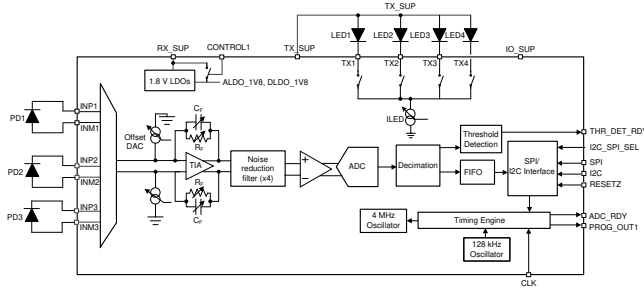 TX_SUP
LED1 LED2 LED3 LED4
RX_SUP CONTROL1 TX_SUP IO_SUP
TX1 TX2 TX3 TX4
1.8 V LDOs
ALDO_1V8, DLDO_1V8
ILED
PD1 INP1
INM1
Offset DAC
CF
RF
TIA
RF
CF
PD2 INP2
INM2
PD3 INP3
INM3
Noise reduction filter (x4)
ADC
Decimation
Threshold Detection
FIFO
SPI/ I2C Interface
THR_DET_RDY
I2C_SPI_SEL
SPI
I2C
RESETZ
4 MHz Oscillator
Timing Engine
ADC_RDY
PROG_OUT1
128 kHz Oscillator
CLK